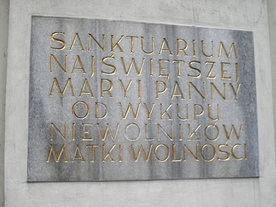 SANKTUARIUM
NAJŚWIĘTSZEJ
MARYI PANNY
OD WYKUPU
NIEWOLNIKÓW
MATKI WOLNOŚCI